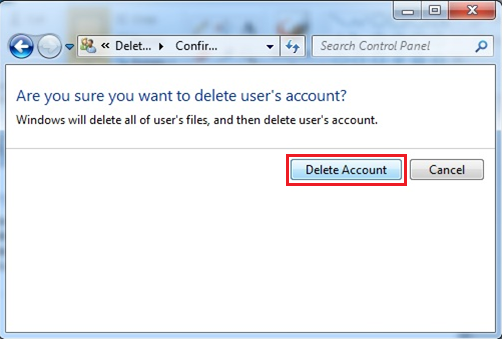 « Delet... Confir... Search Control Panel
Are you sure you want to delete user's account?
Windows will delete all of user's files, and then delete user's account.
Delete Account Cancel